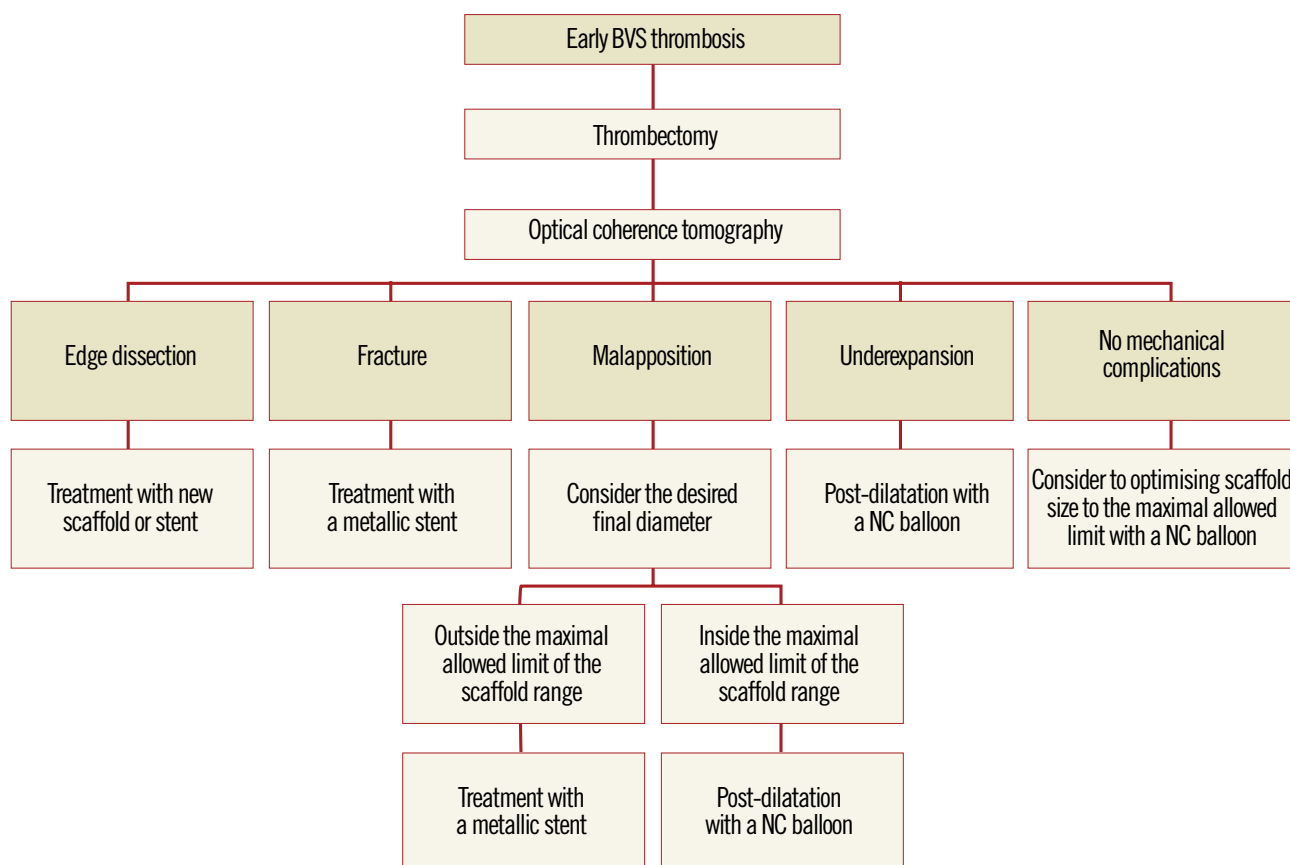 Early BVS thrombosis
Thrombectomy
Optical coherence tomography
Edge dissection
Fracture
Malapposition
Underexpansion
No mechanical
complications
Treatment with new
scaffold or stent
Treatment with
a metallic stent
Consider the desired
final diameter
Post-dilatation with
a NC balloon
Consider to optimising scaffold
size to the maximal allowed
limit with a NC balloon
Outside the maximal
allowed limit of the
scaffold range
Inside the maximal
allowed limit of the
scaffold range
Treatment with
a metallic stent
Post-dilatation
with a NC balloon